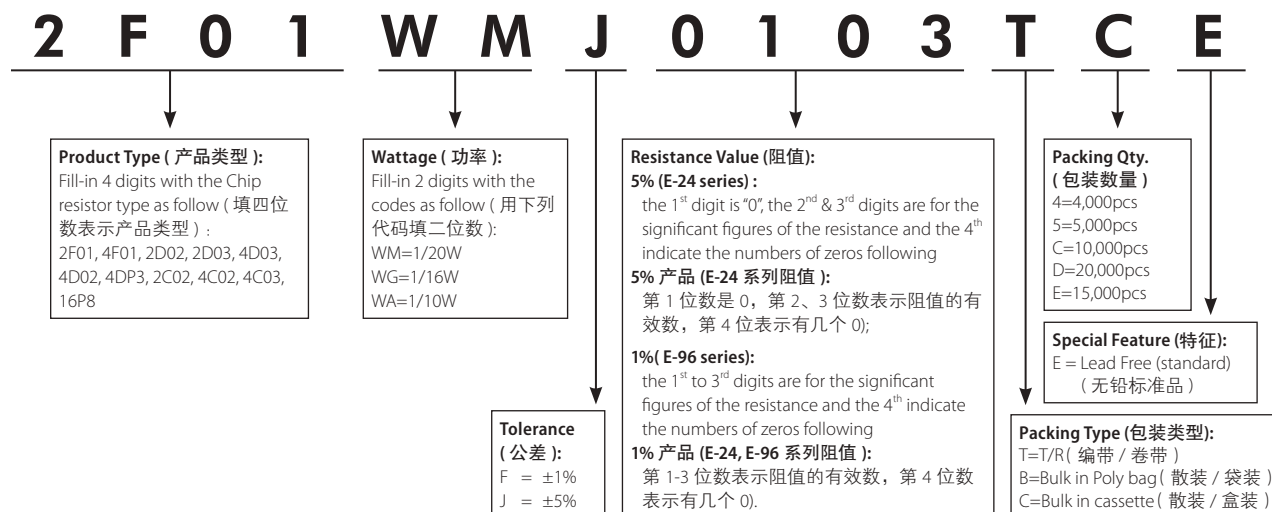 2 F 0 1 W M J 0 1 0 3 T C E
Product Type ( 产品类型 ):
Fill-in 4 digits with the Chip
resistor type as follow ( 填四位
数表示产品类型 ) :
2F01, 4F01, 2D02, 2D03, 4D03,
4D02, 4DP3, 2C02, 4C02, 4C03,
16P8
Wattage ( 功率 ):
Fill-in 2 digits with the
codes as follow ( 用下列
代码填二位数 ):
WM=1/20W
WG=1/16W
WA=1/10W
Tolerance
( 公差 ):
F = ±1%
J = ±5%
Resistance Value (阻值):
5% (E-24 series) :
the 1st digit is “0”, the 2nd & 3rd digits are for the
significant figures of the resistance and the 4th
indicate the numbers of zeros following
5% 产品 (E-24 系列阻值 ):
第 1 位数是 0，第 2、3 位数表示阻值的有
效数，第 4 位表示有几个 0);
1%( E-96 series):
the 1st to 3rd digits are for the significant
figures of the resistance and the 4th indicate
the numbers of zeros following
1% 产品 (E-24, E-96 系列阻值 ):
第 1-3 位数表示阻值的有效数，第 4 位数
表示有几个 0).
Packing Qty.
( 包装数量 )
4=4,000pcs
5=5,000pcs
C=10,000pcs
D=20,000pcs
E=15,000pcs
Special Feature (特征):
E = Lead Free (standard)
( 无铅标准品 )
Packing Type (包装类型):
T=T/R( 编带 / 卷带 )
B=Bulk in Poly bag( 散装 / 袋装 )
C=Bulk in cassette( 散装 / 盒装 )